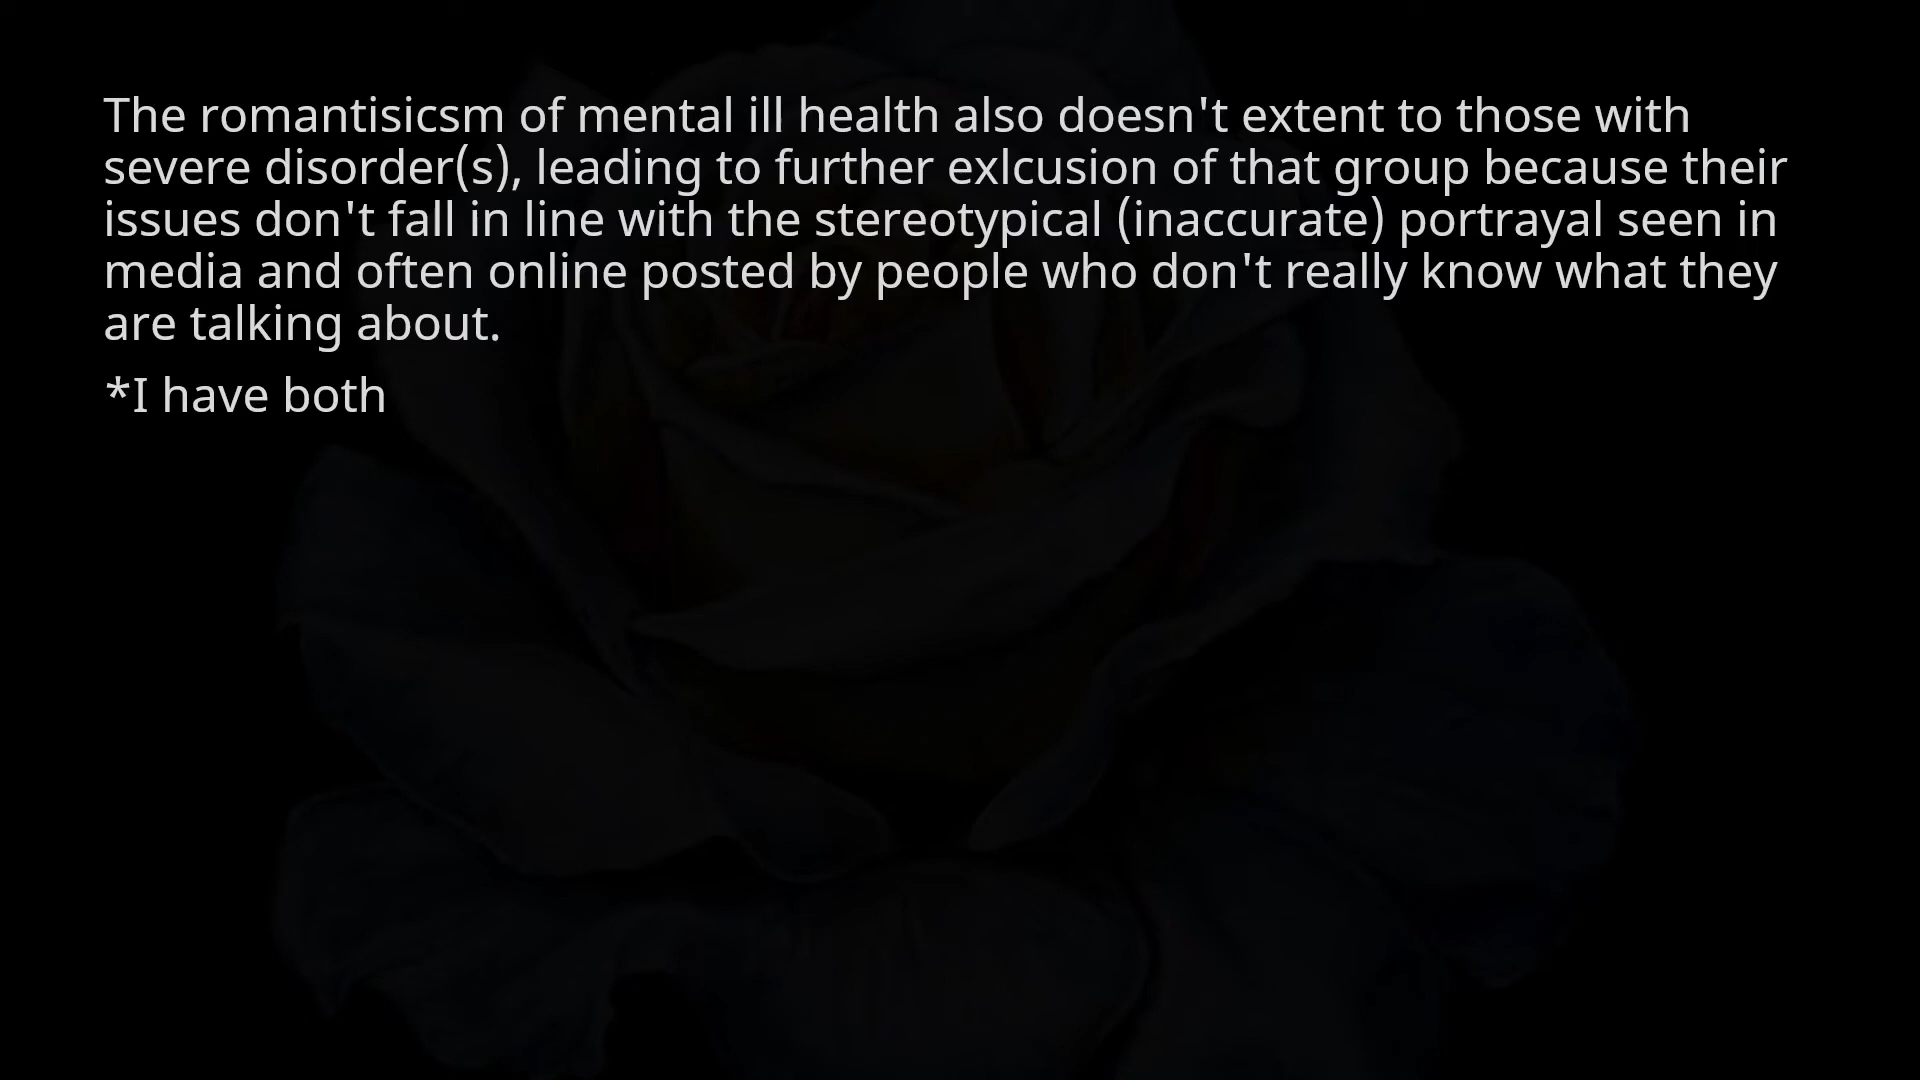 The romantisicsm of mental ill health also doesn't extent to those with
severe disorder(s), leading to further exlcusion of that group because their
issues don't fall in line with the stereotypical (inaccurate) portrayal seen in
media and often online posted by people who don't really know what they
are talking about.
*I have both